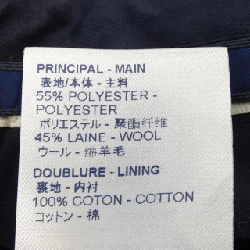 PRINCIPAL - MAIN
表地/本体 - 主料
55% POLYESTER -
POLYESTER
ポリエステル - 聚酯纤维
45% LAINE - WOOL
ウール - 绵羊毛
DOUBLURE - LINING
裏地 - 内衬
100% COTON - COTTON
コットン - 棉